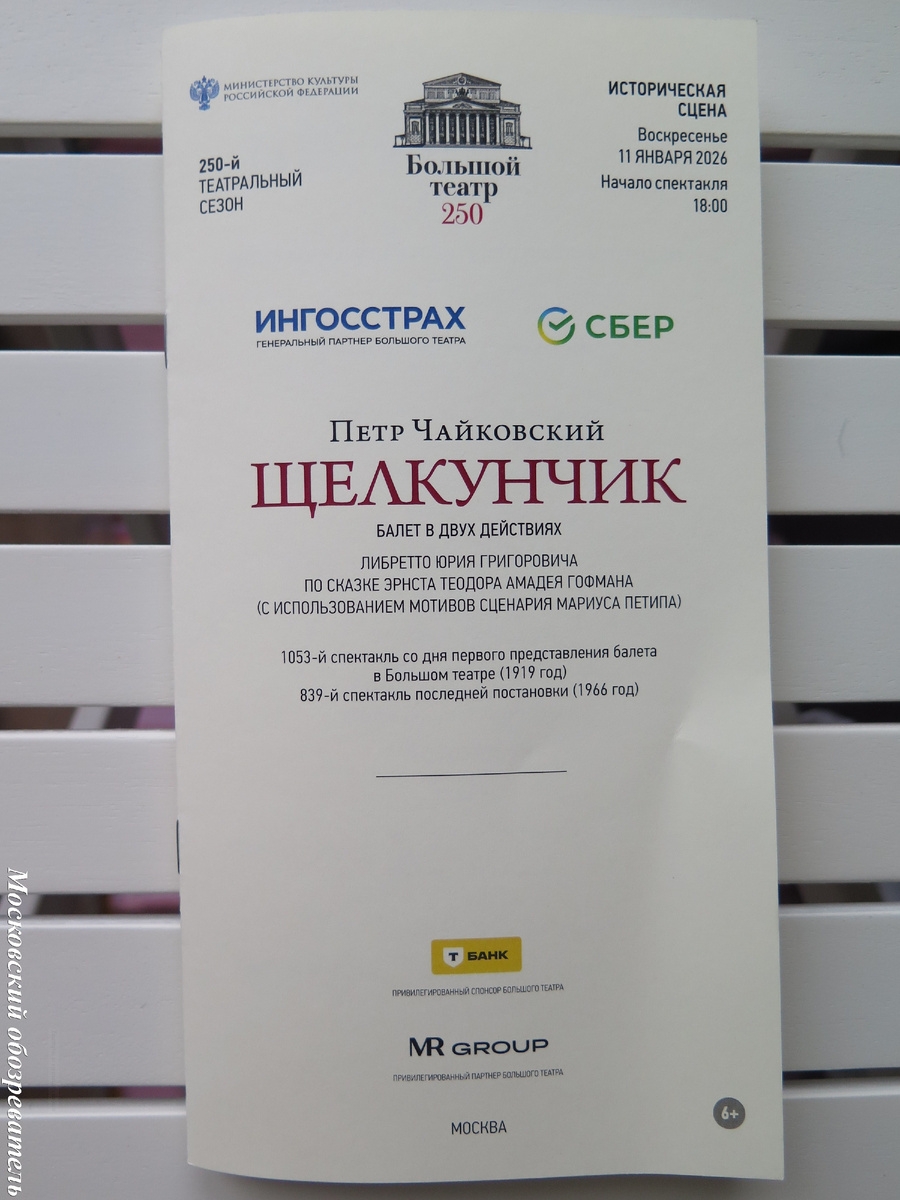 МИНИСТЕРСТВО КУЛЬТУРЫ
РОССИЙСКОЙ ФЕДЕРАЦИИ
250-й
ТЕАТРАЛЬНЫЙ
СЕЗОН
Большой
театр
250
ИСТОРИЧЕСКАЯ
СЦЕНА
Воскресенье
11 ЯНВАРЯ 2026
Начало спектакля
18:00
ИНГОССТРАХ
ГЕНЕРАЛЬНЫЙ ПАРТНЕР БОЛЬШОГО ТЕАТРА
СБЕР
ПЕТР ЧАЙКОВСКИЙ
ЩЕЛКУНЧИК
БАЛЕТ В ДВУХ ДЕЙСТВИЯХ
ЛИБРЕТТО ЮРИЯ ГРИГОРОВИЧА
ПО СКАЗКЕ ЭРНСТА ТЕОДОРА АМАДЕЯ ГОФМАНА
(С ИСПОЛЬЗОВАНИЕМ МОТИВОВ СЦЕНАРИЯ МАРИУСА ПЕТИПА)
1053-й спектакль со дня первого представления балета
в Большом театре (1919 год)
839-й спектакль последней постановки (1966 год)
Т БАНК
ПРИВИЛЕГИРОВАННЫЙ СПОНСОР БОЛЬШОГО ТЕАТРА
MR GROUP
ПРИВИЛЕГИРОВАННЫЙ ПАРТНЕР БОЛЬШОГО ТЕАТРА
МОСКВА
6+
Московский обозреватель